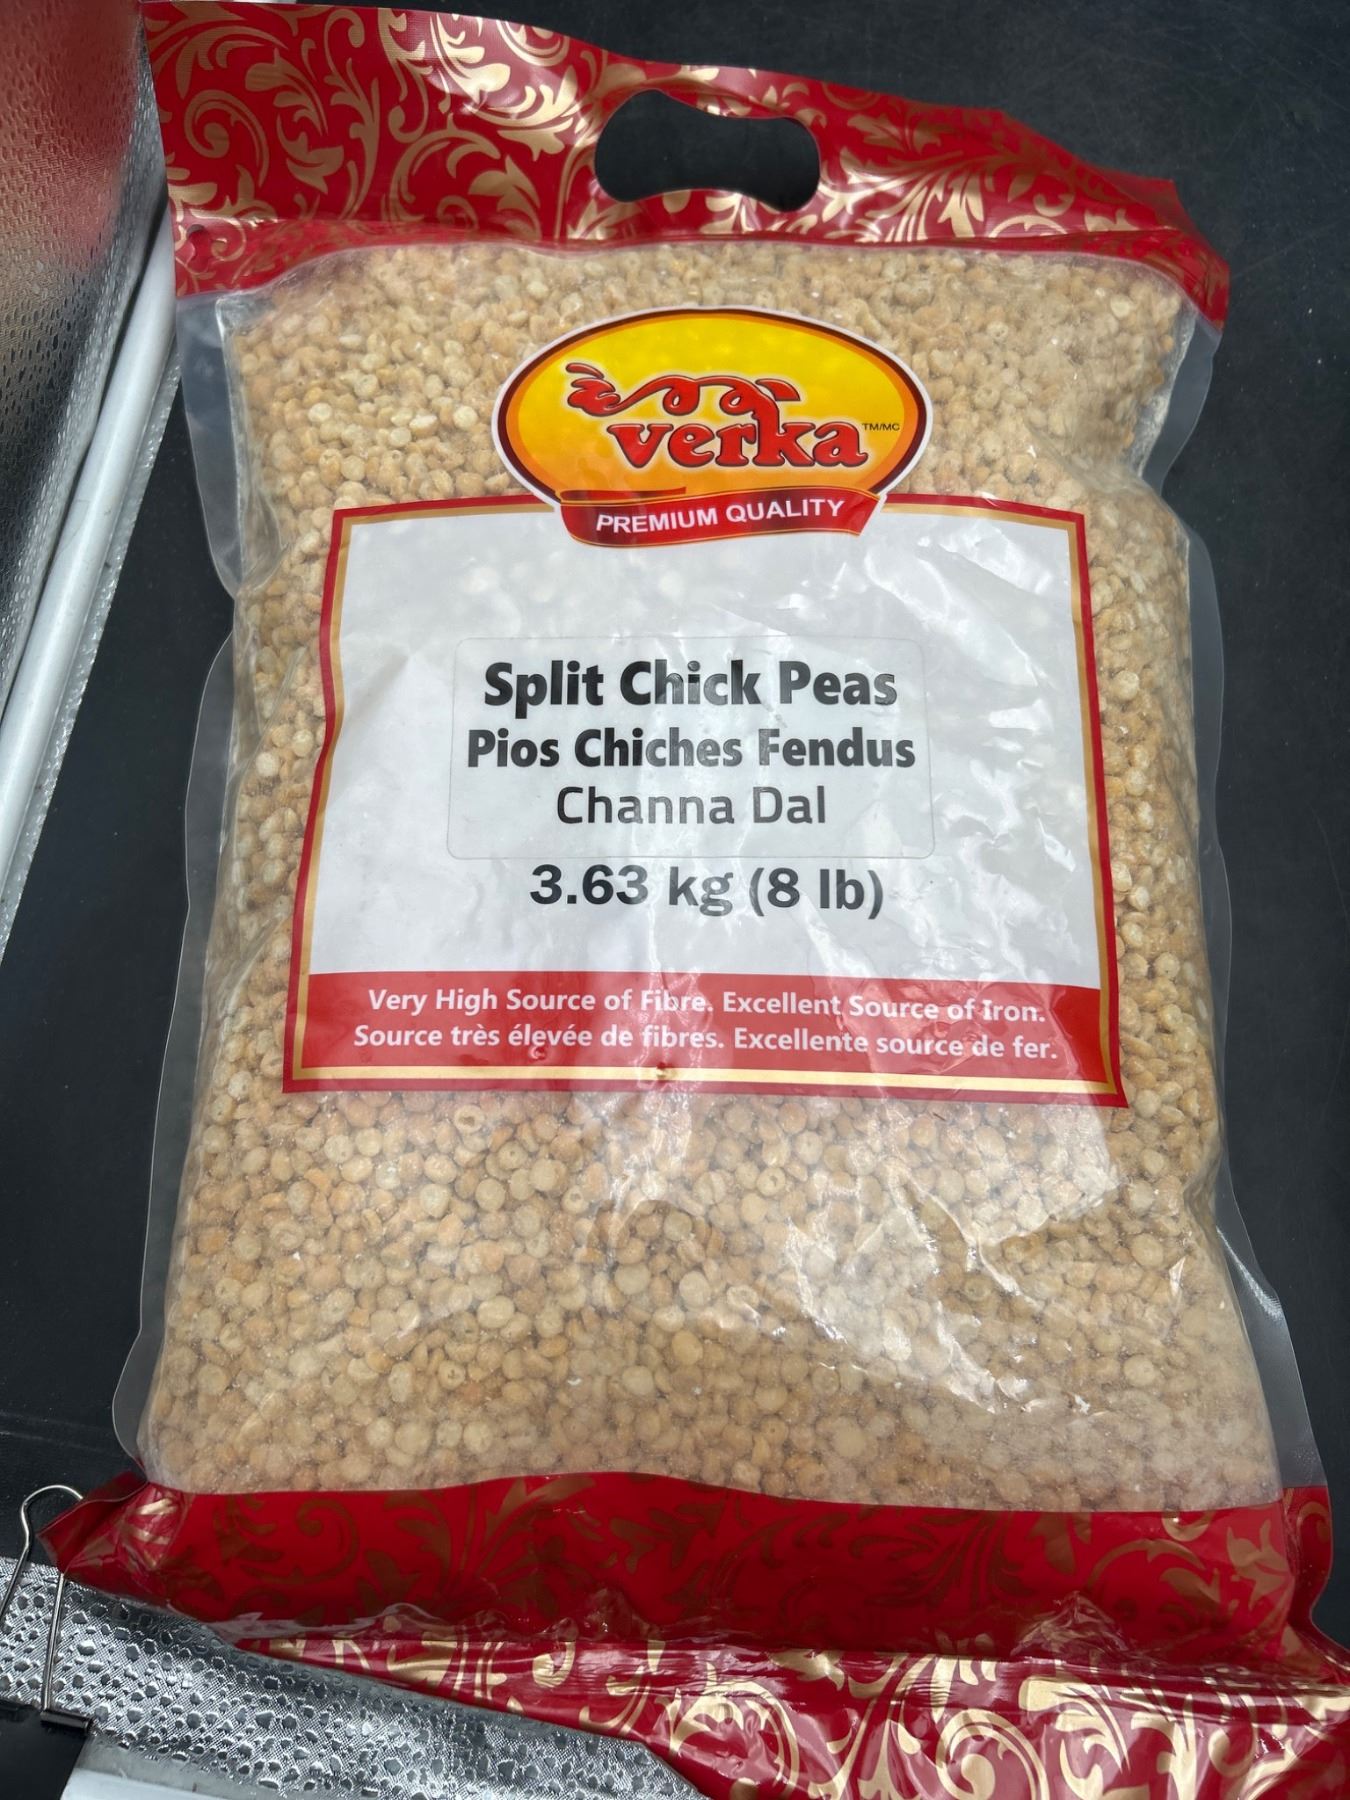 verka TM/MC
PREMIUM QUALITY
Split Chick Peas
Pios Chiches Fendus
Channa Dal
3.63 kg (8 lb)
Very High Source of Fibre. Excellent Source of Iron.
Source très élevée de fibres. Excellente source de fer.